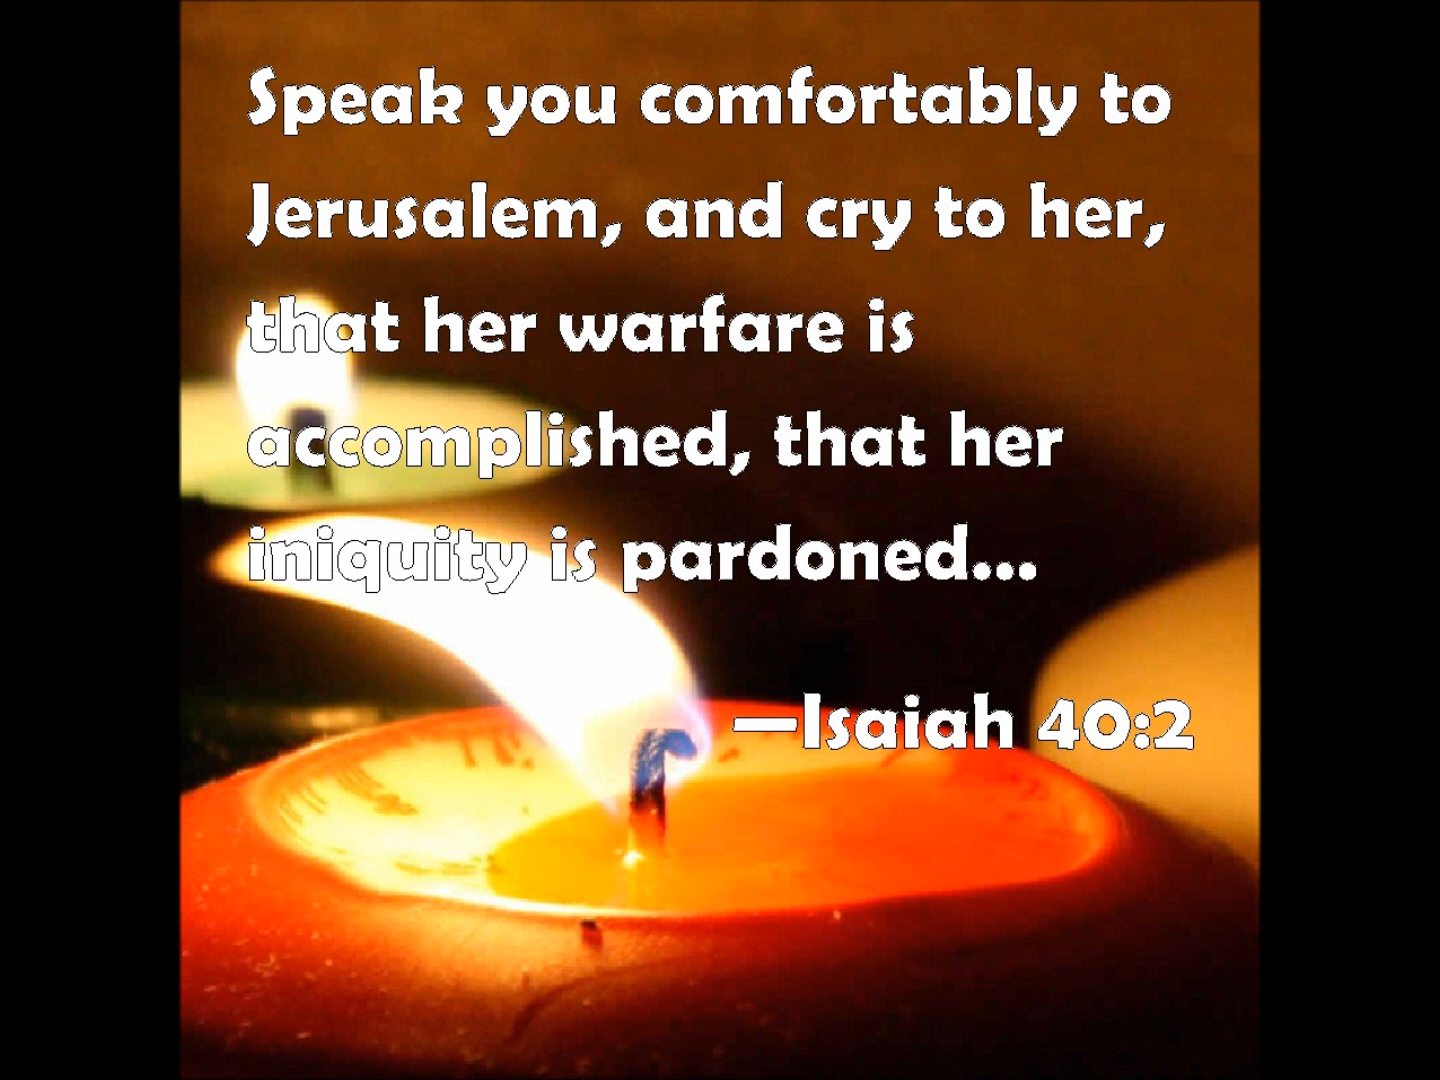 Speak you comfortably to
Jerusalem, and cry to her,
that her warfare is
accomplished, that her
iniquity is pardoned...
—Isaiah 40:2